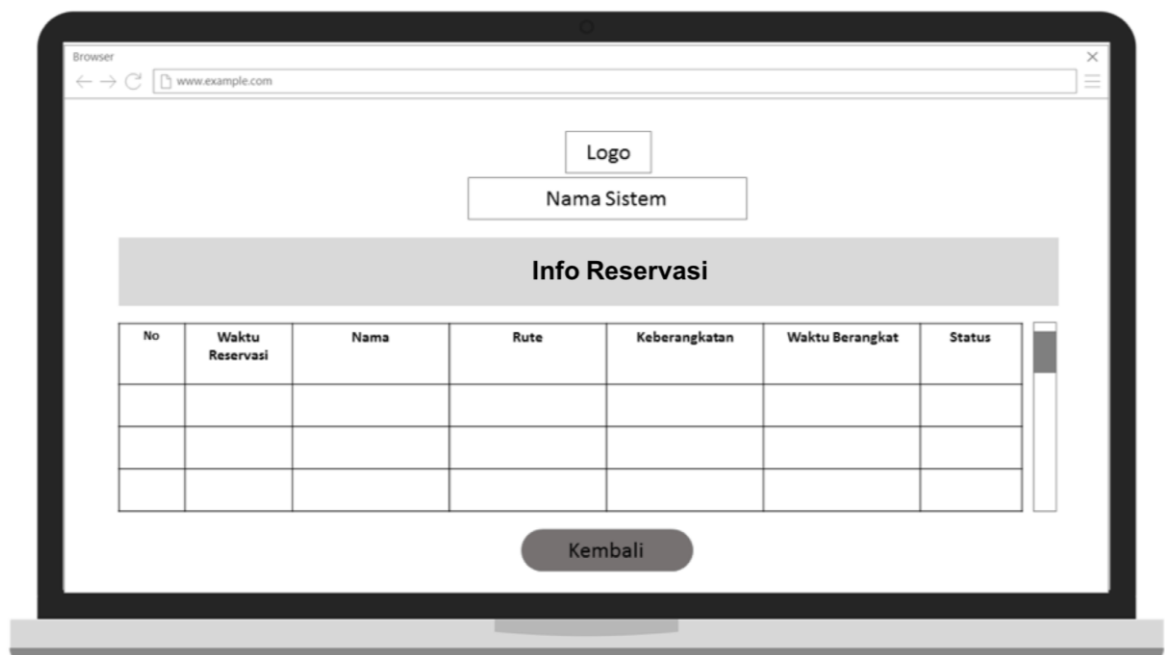 Browser
www.example.com
Logo
Nama Sistem
Info Reservasi
No
Waktu
Reservasi
Nama
Rute
Keberangkatan
Waktu Berangkat
Status
Kembali